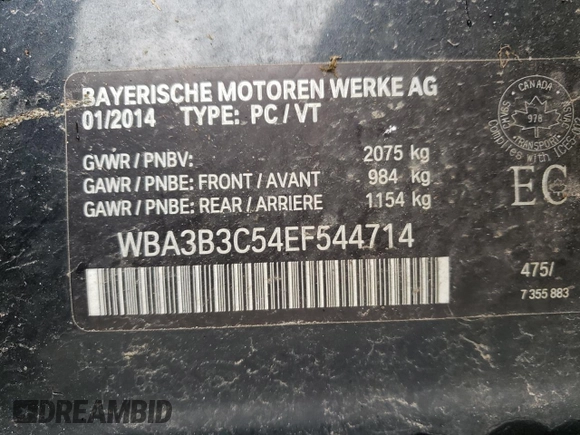 BAYERISCHE MOTOREN WERKE AG
01/2014 TYPE: PC / VT
GVWR / PNBV: 2075 kg
GAWR / PNBE: FRONT / AVANT 984 kg
GAWR / PNBE: REAR / ARRIERE 1154 kg
WBA3B3C54EF544714
CANADA
978
TRANSPORT
EC
475/
7 355 883
DREAMBID